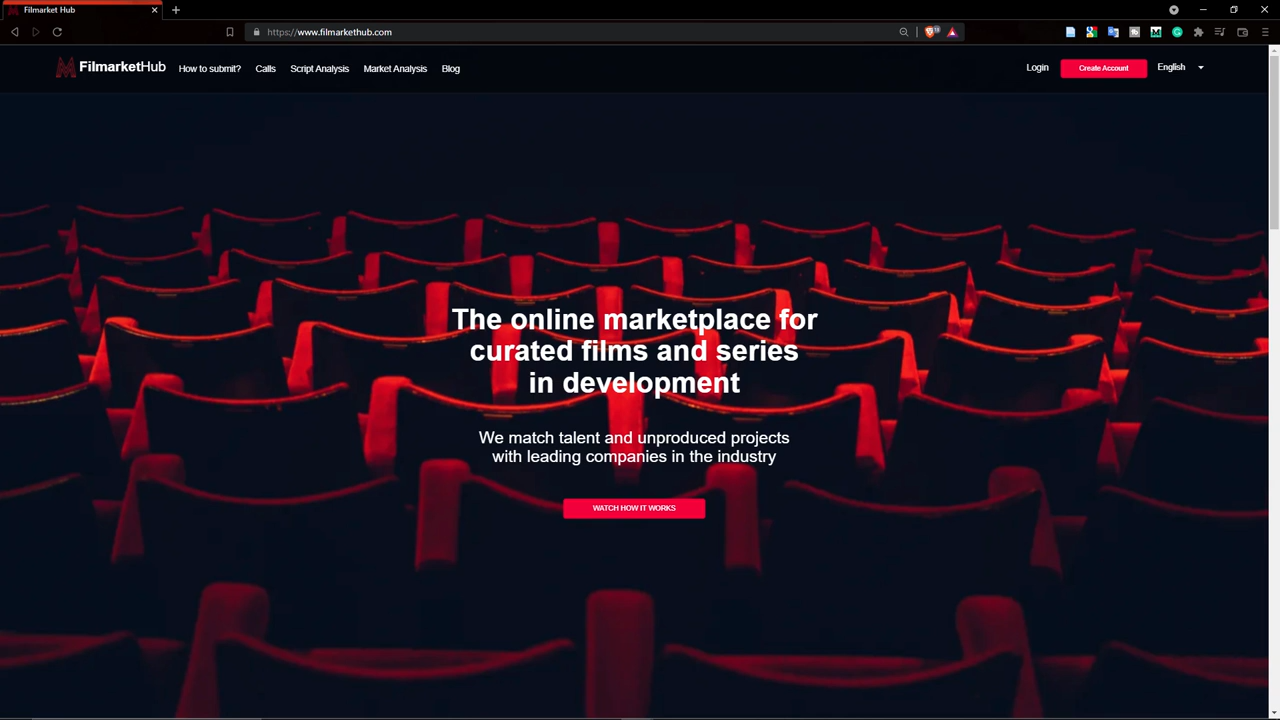 Filmarket Hub
https://www.filmarkethub.com
FilmarketHub How to submit? Calls Script Analysis Market Analysis Blog Login Create Account English
The online marketplace for
curated films and series
in development
We match talent and unproduced projects
with leading companies in the industry
WATCH HOW IT WORKS